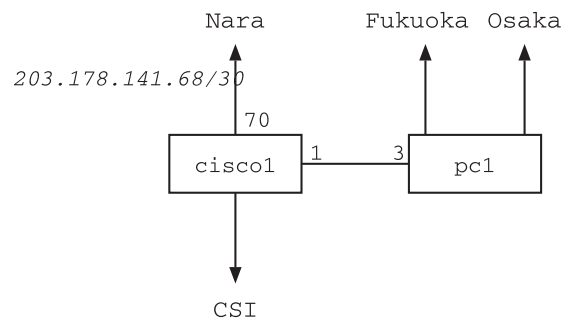 Nara
Fukuoka Osaka
203.178.141.68/30
70
cisco1
1
3
pc1
CSI